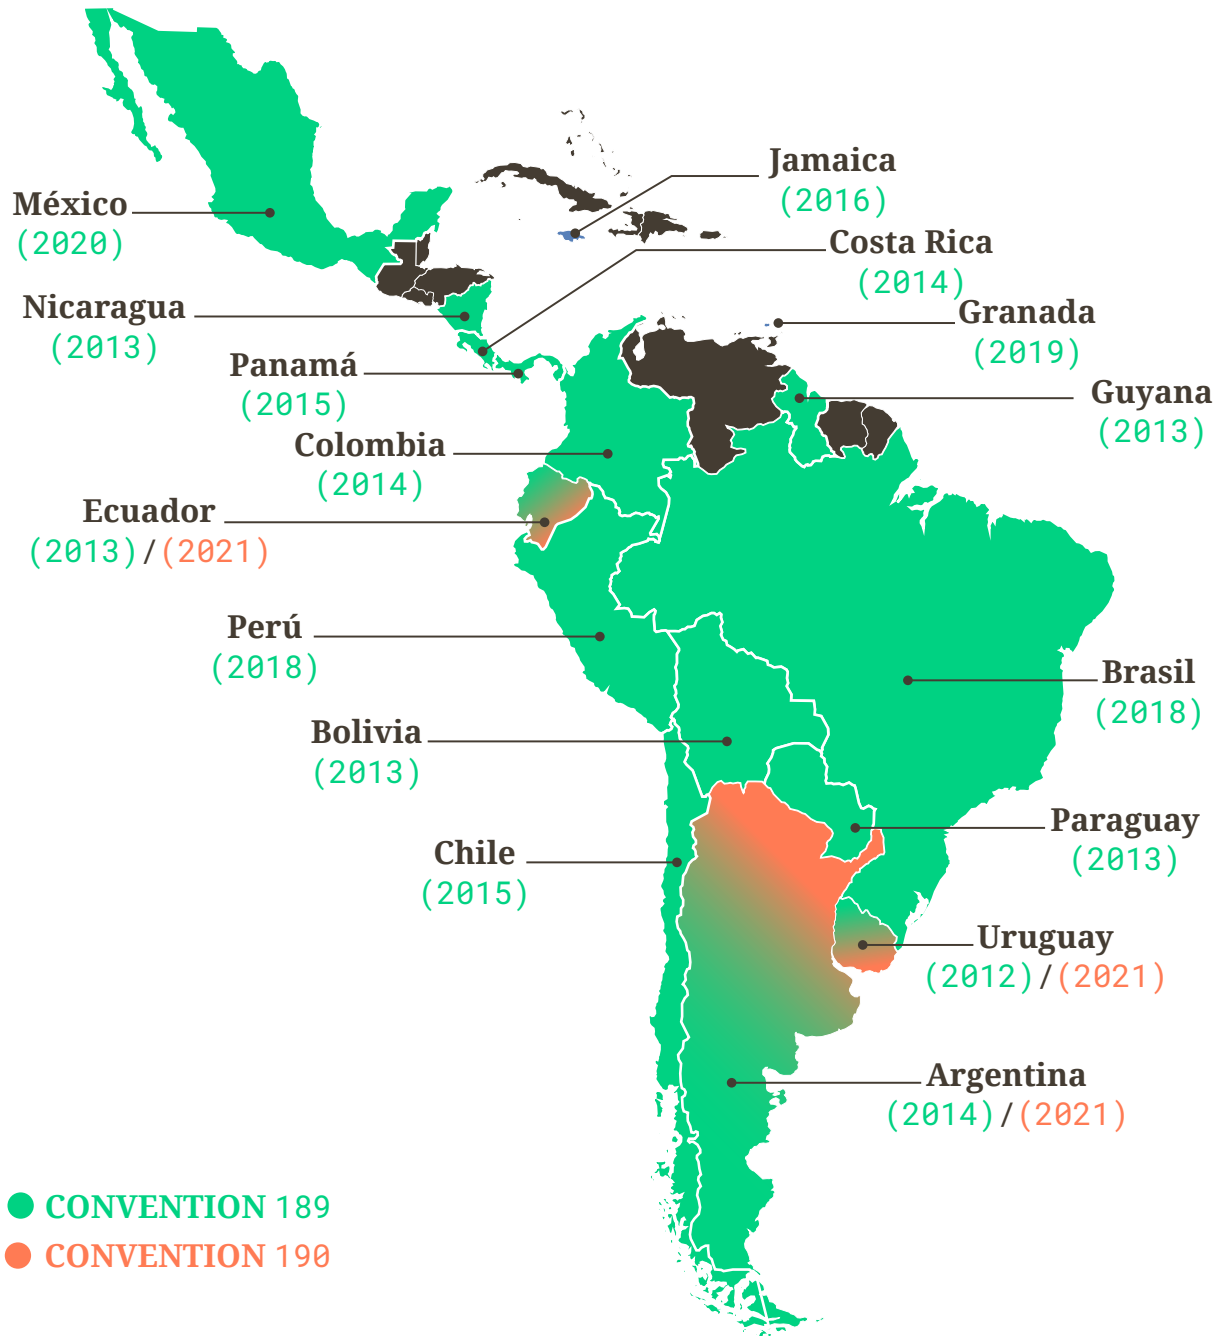 Jamaica
(2016)
México
(2020)
Costa Rica
(2014)
Nicaragua
(2013)
Granada
(2019)
Panamá
(2015)
Guyana
(2013)
Colombia
(2014)
Ecuador
(2013)/(2021)
Perú
(2018)
Brasil
(2018)
Bolivia
(2013)
Paraguay
(2013)
Chile
(2015)
Uruguay
(2012)/(2021)
Argentina
(2014)/(2021)
CONVENTION 189
CONVENTION 190